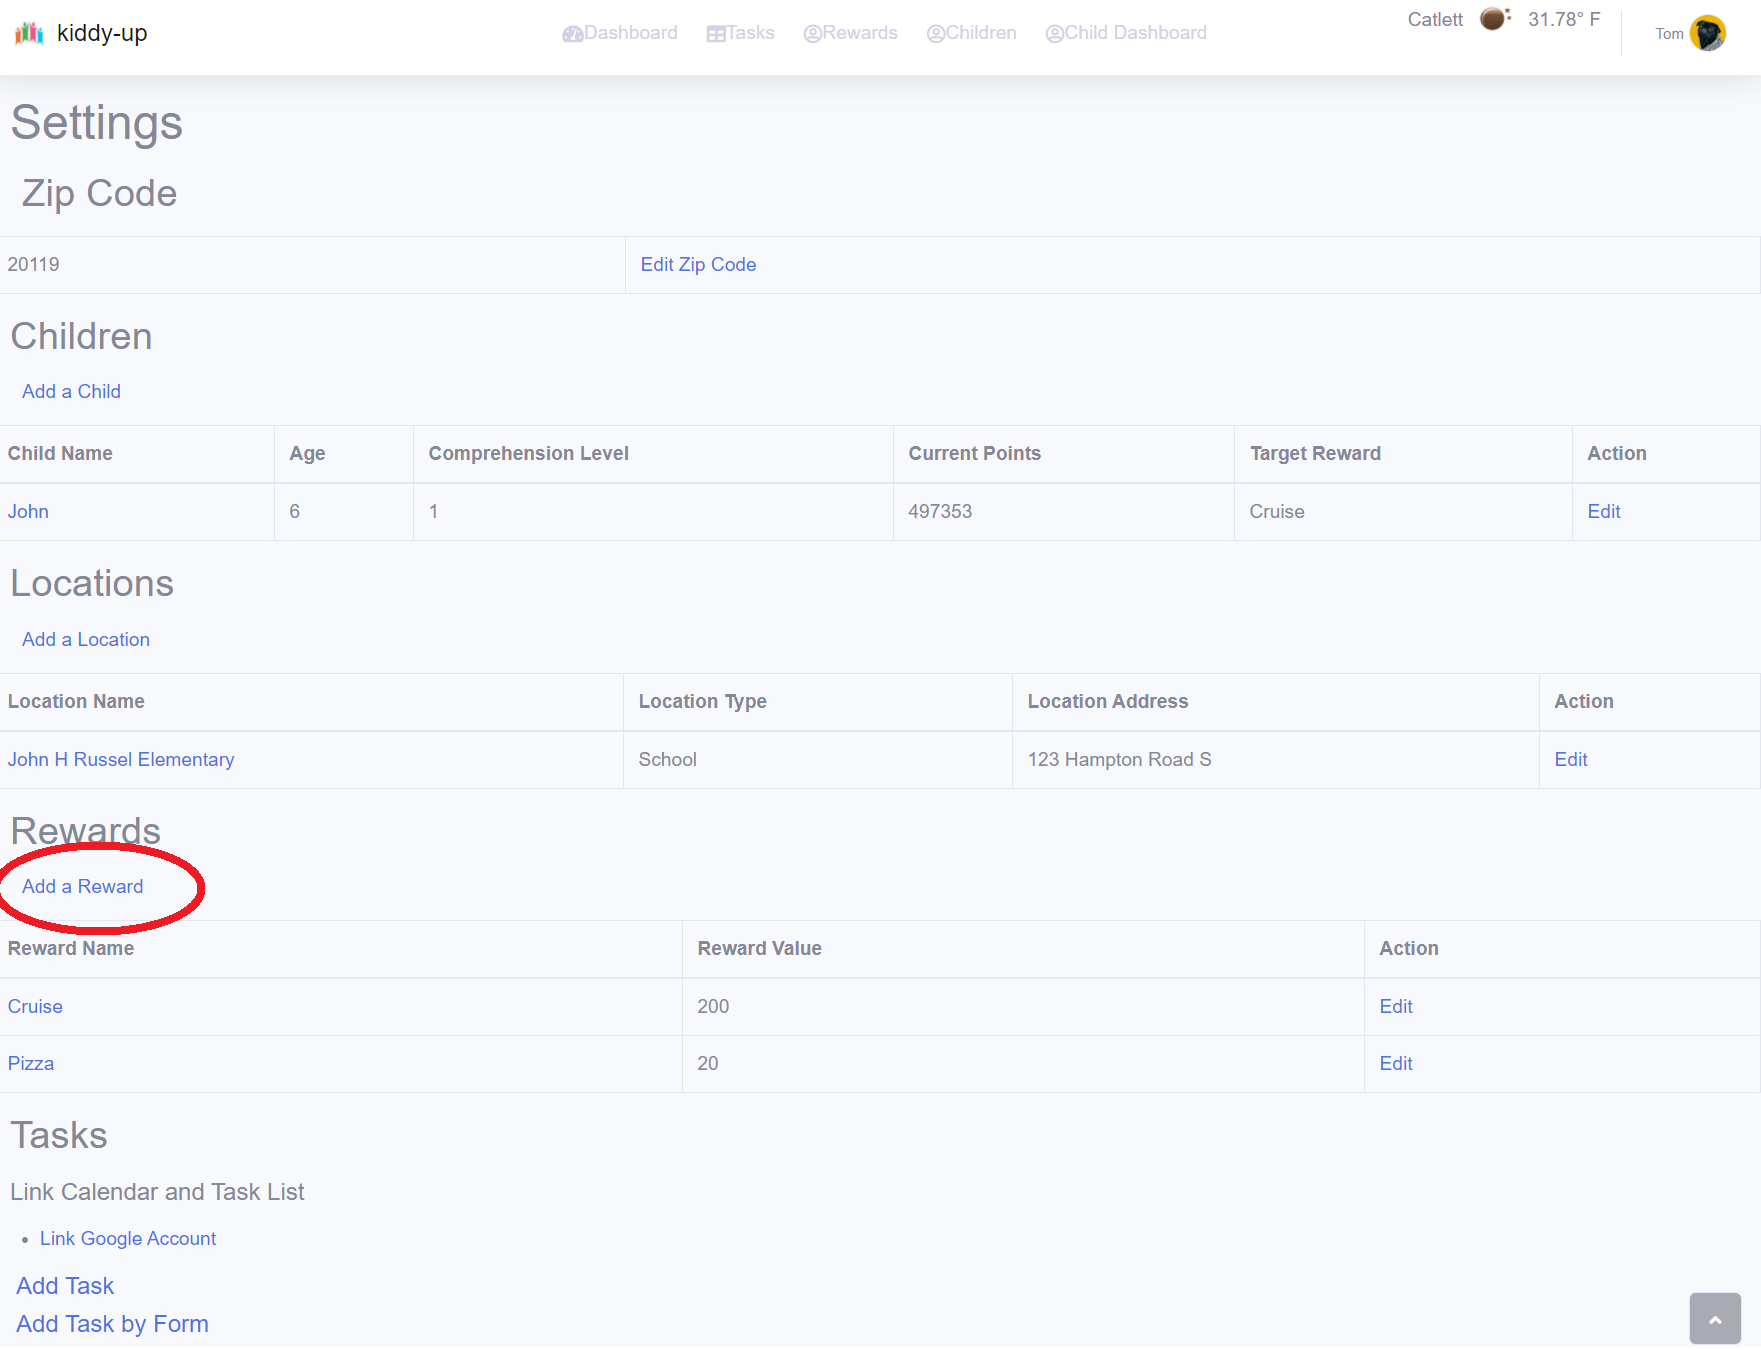 kiddy-up Dashboard Tasks Rewards Children Child Dashboard Catlett 31.78° F Tom
Settings
Zip Code
20119 Edit Zip Code
Children
Add a Child
Child Name Age Comprehension Level Current Points Target Reward Action
John 6 1 497353 Cruise Edit
Locations
Add a Location
Location Name Location Type Location Address Action
John H Russel Elementary School 123 Hampton Road S Edit
Rewards
Add a Reward
Reward Name Reward Value Action
Cruise 200 Edit
Pizza 20 Edit
Tasks
Link Calendar and Task List
• Link Google Account
Add Task
Add Task by Form